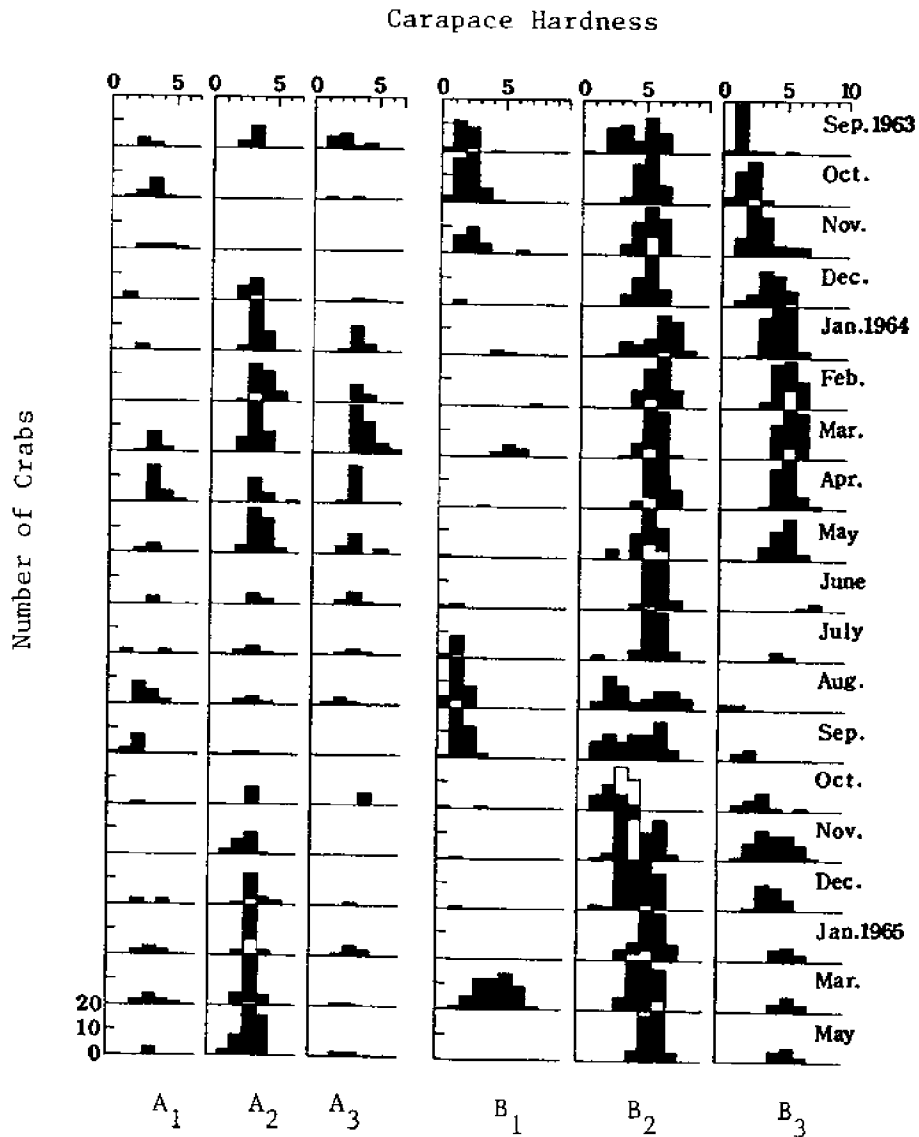 Carapace Hardness
0 5 0 5 0 5 0 5 0 5 0 5 10
Sep.1963
Oct.
Nov.
Dec.
Jan.1964
Feb.
Mar.
Apr.
May
June
July
Aug.
Sep.
Oct.
Nov.
Dec.
Jan.1965
Mar.
May
Number of Crabs
20
10
0
A1 A2 A3 B1 B2 B3